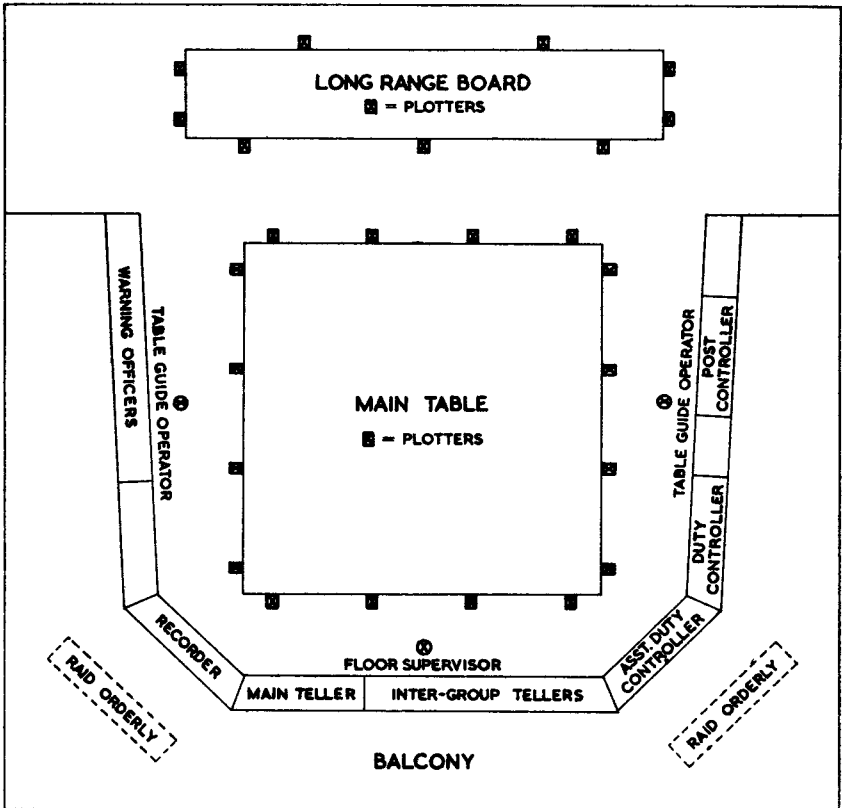 LONG RANGE BOARD
= PLOTTERS
WARNING OFFICERS
TABLE GUIDE OPERATOR
MAIN TABLE
= PLOTTERS
TABLE GUIDE OPERATOR
POST
CONTROLLER
DUTY
CONTROLLER
RECORDER
FLOOR SUPERVISOR
ASST. DUTY
CONTROLLER
MAIN TELLER
INTER-GROUP TELLERS
RAID ORDERLY
RAID ORDERLY
BALCONY